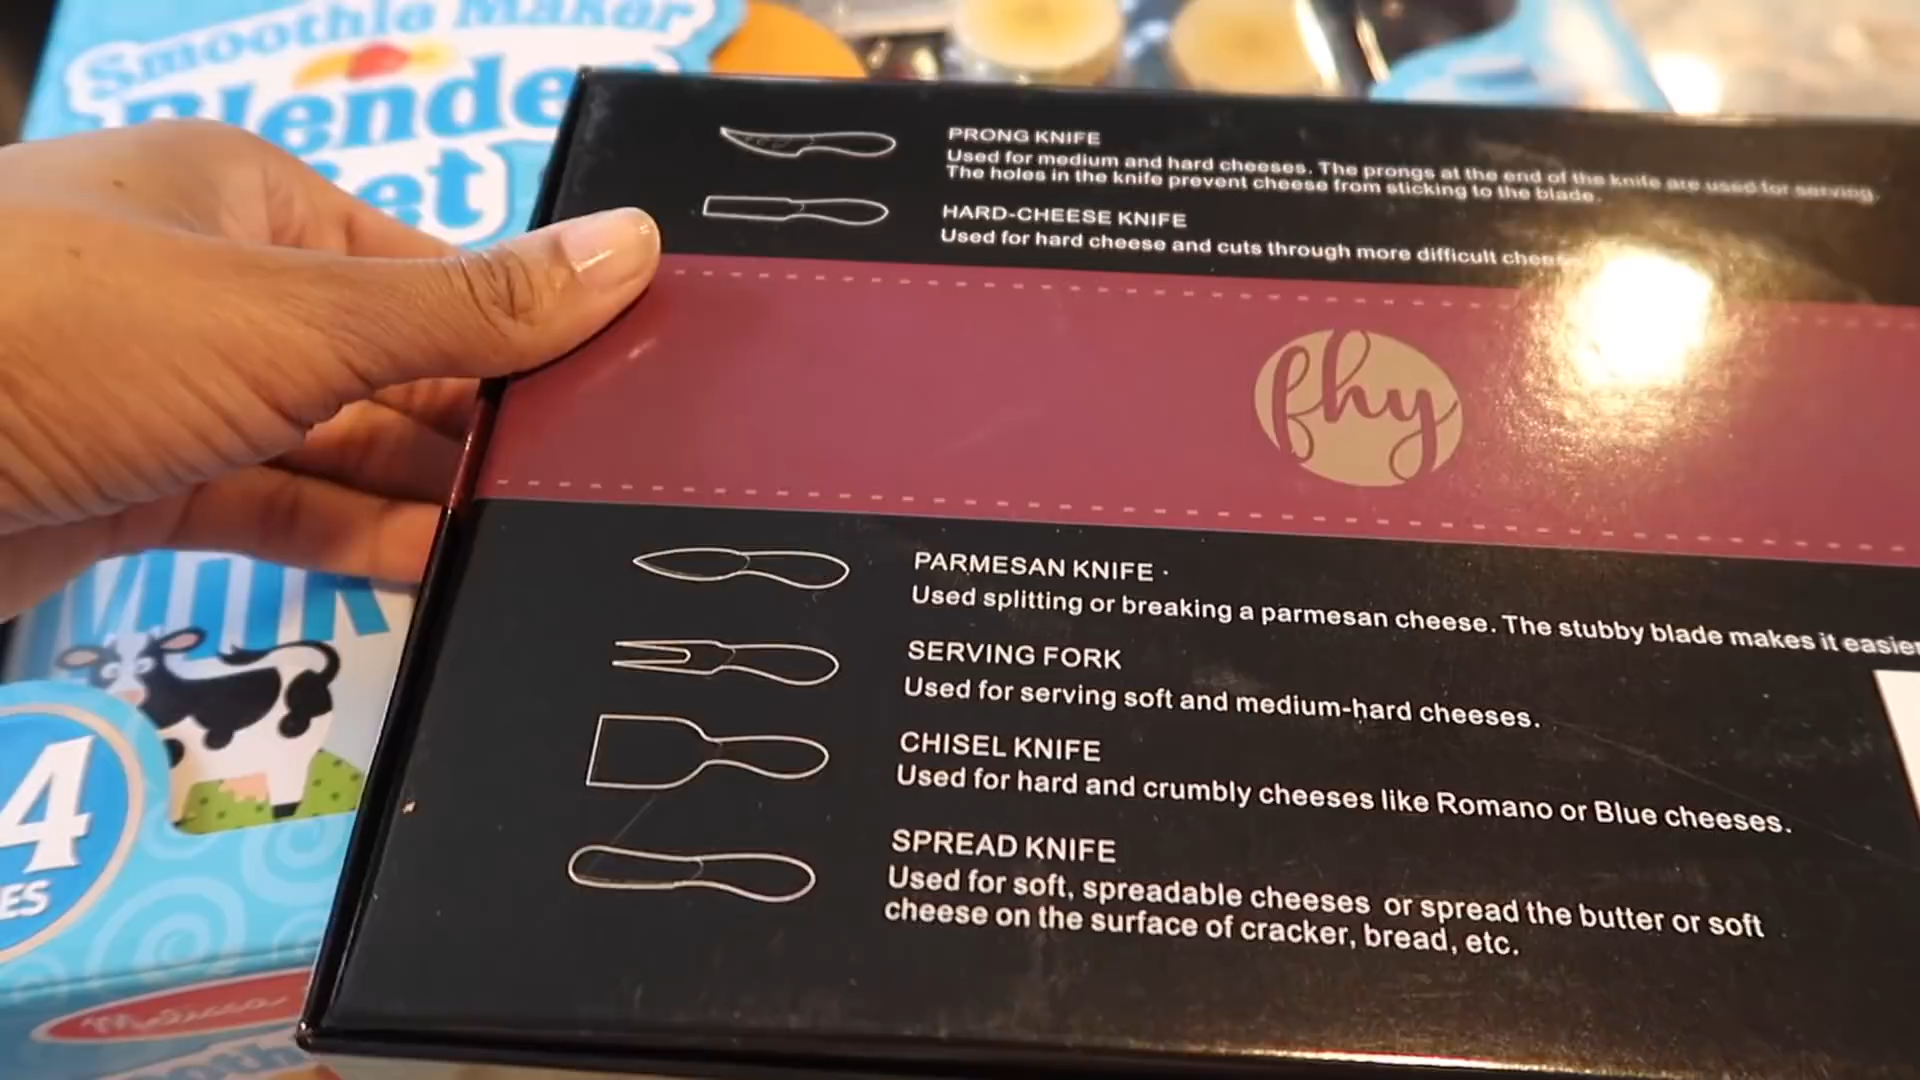 Smoothie Maker
Blender
Set
PRONG KNIFE
Used for medium and hard cheeses. The prongs at the end of the knife are used for serving.
The holes in the knife prevent cheese from sticking to the blade.
HARD-CHEESE KNIFE
Used for hard cheese and cuts through more difficult
fhy
PARMESAN KNIFE
Used splitting or breaking a parmesan cheese. The stubby blade makes it easier
SERVING FORK
Used for serving soft and medium-hard cheeses.
CHISEL KNIFE
Used for hard and crumbly cheeses like Romano or Blue cheeses.
SPREAD KNIFE
Used for soft, spreadable cheeses or spread the butter or soft
cheese on the surface of cracker, bread, etc.
MILK
4
Melissa